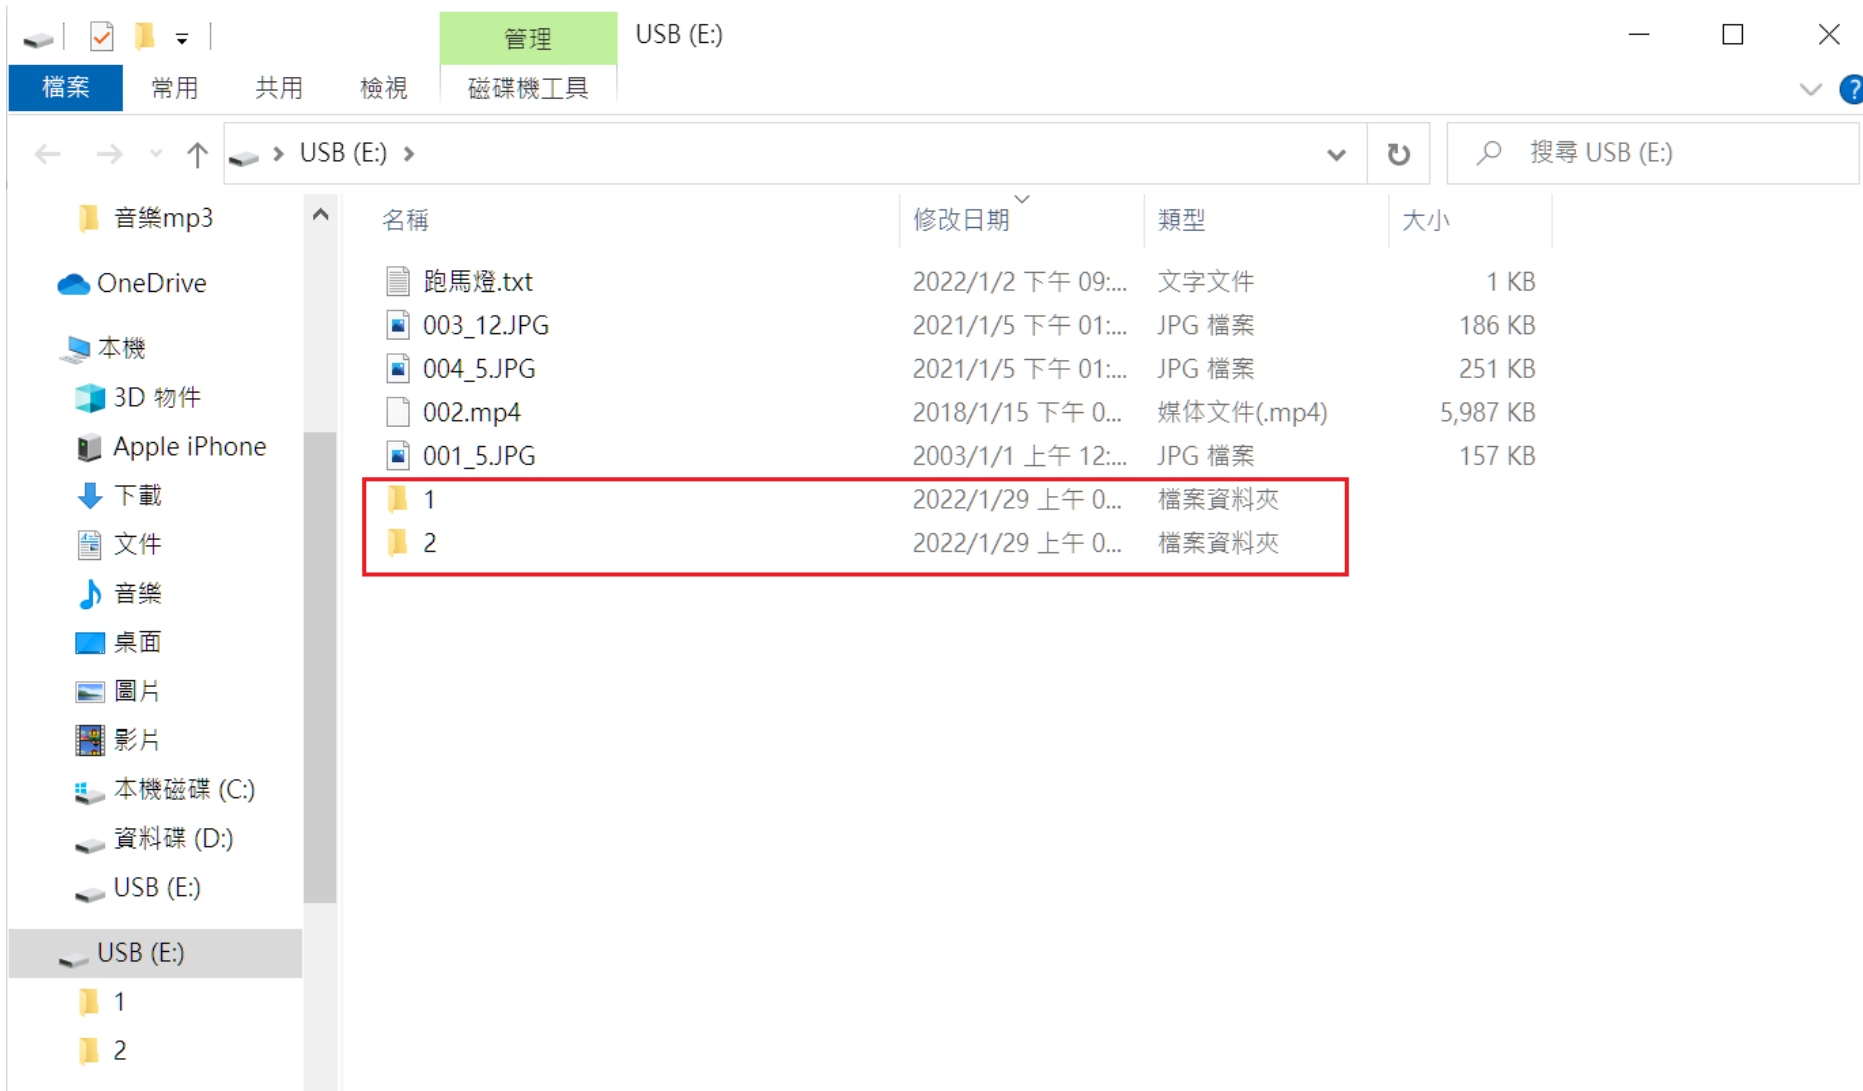 管理
USB (E:)
檔案
常用
共用
檢視
磁碟機工具
?
USB (E:)
搜尋 USB (E:)
音樂mp3
OneDrive
本機
3D 物件
Apple iPhone
下載
文件
音樂
桌面
圖片
影片
本機磁碟 (C:)
資料碟 (D:)
USB (E:)
USB (E:)
1
2
名稱 修改日期 類型 大小
跑馬燈.txt 2022/1/2 下午 09:... 文字文件 1 KB
003_12.JPG 2021/1/5 下午 01:... JPG 檔案 186 KB
004_5.JPG 2021/1/5 下午 01:... JPG 檔案 251 KB
002.mp4 2018/1/15 下午 0... 媒体文件(.mp4) 5,987 KB
001_5.JPG 2003/1/1 上午 12:... JPG 檔案 157 KB
1 2022/1/29 上午 0... 檔案資料夾
2 2022/1/29 上午 0... 檔案資料夾